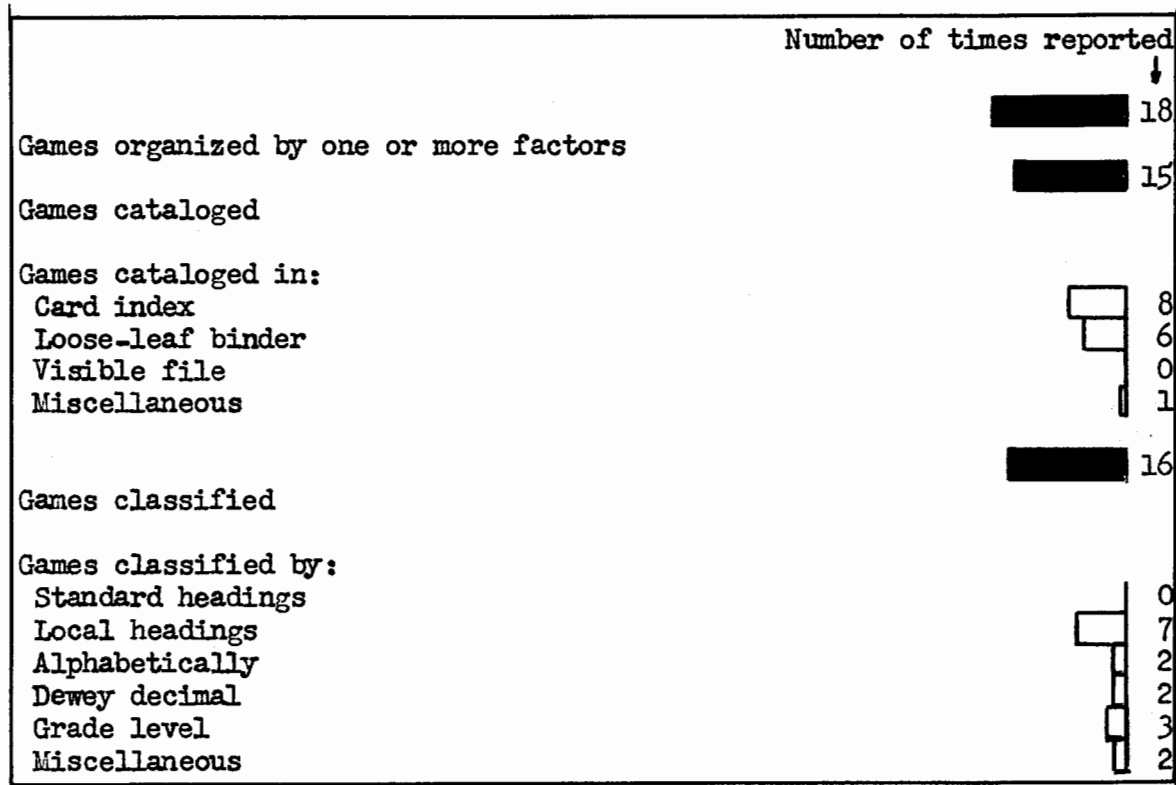 Number of times reported
18
Games organized by one or more factors
15
Games cataloged
Games cataloged in:
Card index 8
Loose-leaf binder 6
Visible file 0
Miscellaneous 1
16
Games classified
Games classified by:
Standard headings 0
Local headings 7
Alphabetically 2
Dewey decimal 2
Grade level 3
Miscellaneous 2